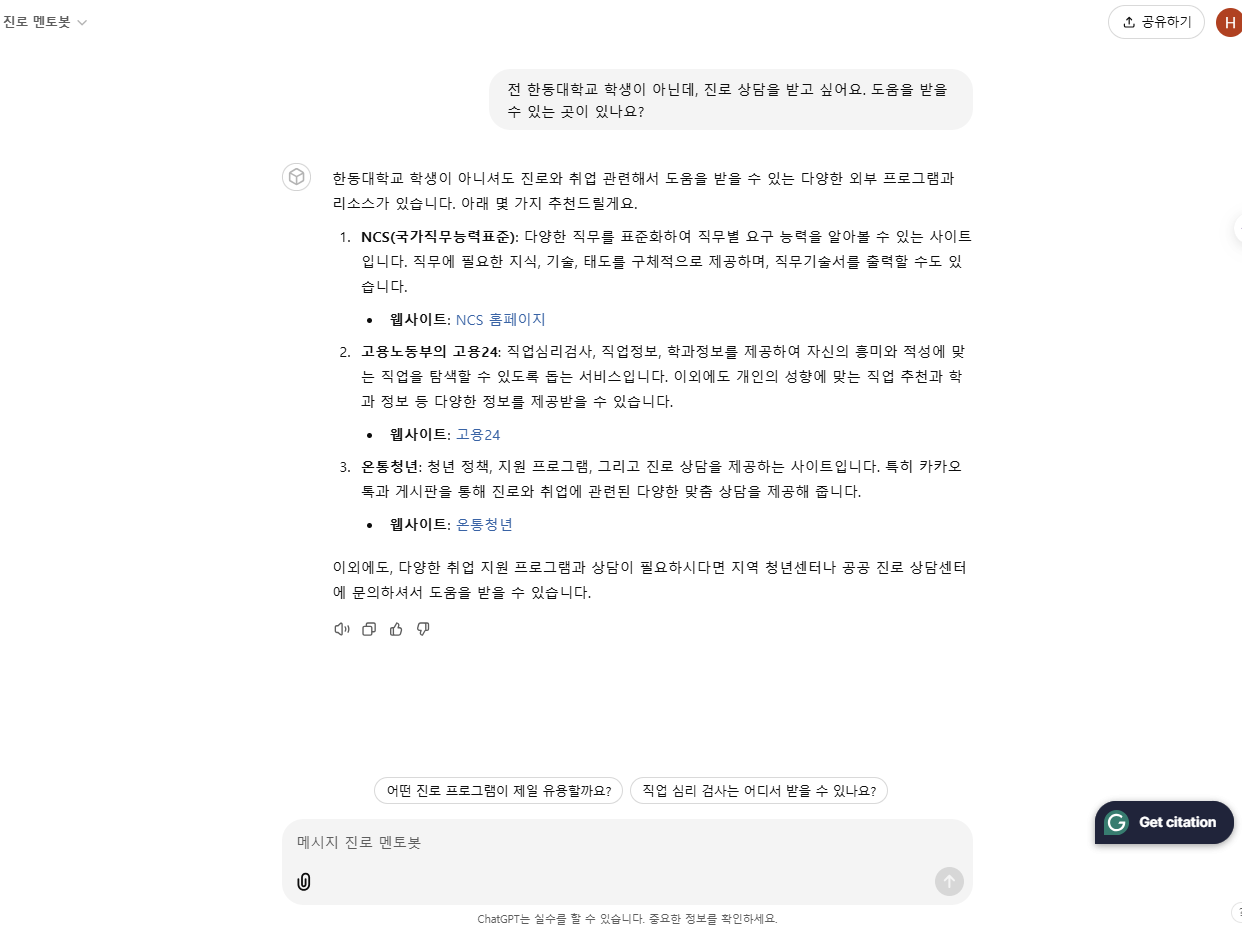 진로 멘토봇
공유하기
H
전 한동대학교 학생이 아닌데, 진로 상담을 받고 싶어요. 도움을 받을
수 있는 곳이 있나요?
한동대학교 학생이 아니셔도 진로와 취업 관련해서 도움을 받을 수 있는 다양한 외부 프로그램과
리소스가 있습니다. 아래 몇 가지 추천드릴게요.
1. NCS(국가직무능력표준): 다양한 직무를 표준화하여 직무별 요구 능력을 알아볼 수 있는 사이트
입니다. 직무에 필요한 지식, 기술, 태도를 구체적으로 제공하며, 직무기술서를 출력할 수도 있
습니다.
• 웹사이트: NCS 홈페이지
2. 고용노동부의 고용24: 직업심리검사, 직업정보, 학과정보를 제공하여 자신의 흥미와 적성에 맞
는 직업을 탐색할 수 있도록 돕는 서비스입니다. 이외에도 개인의 성향에 맞는 직업 추천과 학
과 정보 등 다양한 정보를 제공받을 수 있습니다.
• 웹사이트: 고용24
3. 온통청년: 청년 정책, 지원 프로그램, 그리고 진로 상담을 제공하는 사이트입니다. 특히 카카오
톡과 게시판을 통해 진로와 취업에 관련된 다양한 맞춤 상담을 제공해 줍니다.
• 웹사이트: 온통청년
이외에도, 다양한 취업 지원 프로그램과 상담이 필요하시다면 지역 청년센터나 공공 진로 상담센터
에 문의하셔서 도움을 받을 수 있습니다.
어떤 진로 프로그램이 제일 유용할까요?
직업 심리 검사는 어디서 받을 수 있나요?
Get citation
메시지 진로 멘토봇
ChatGPT는 실수를 할 수 있습니다. 중요한 정보를 확인하세요.